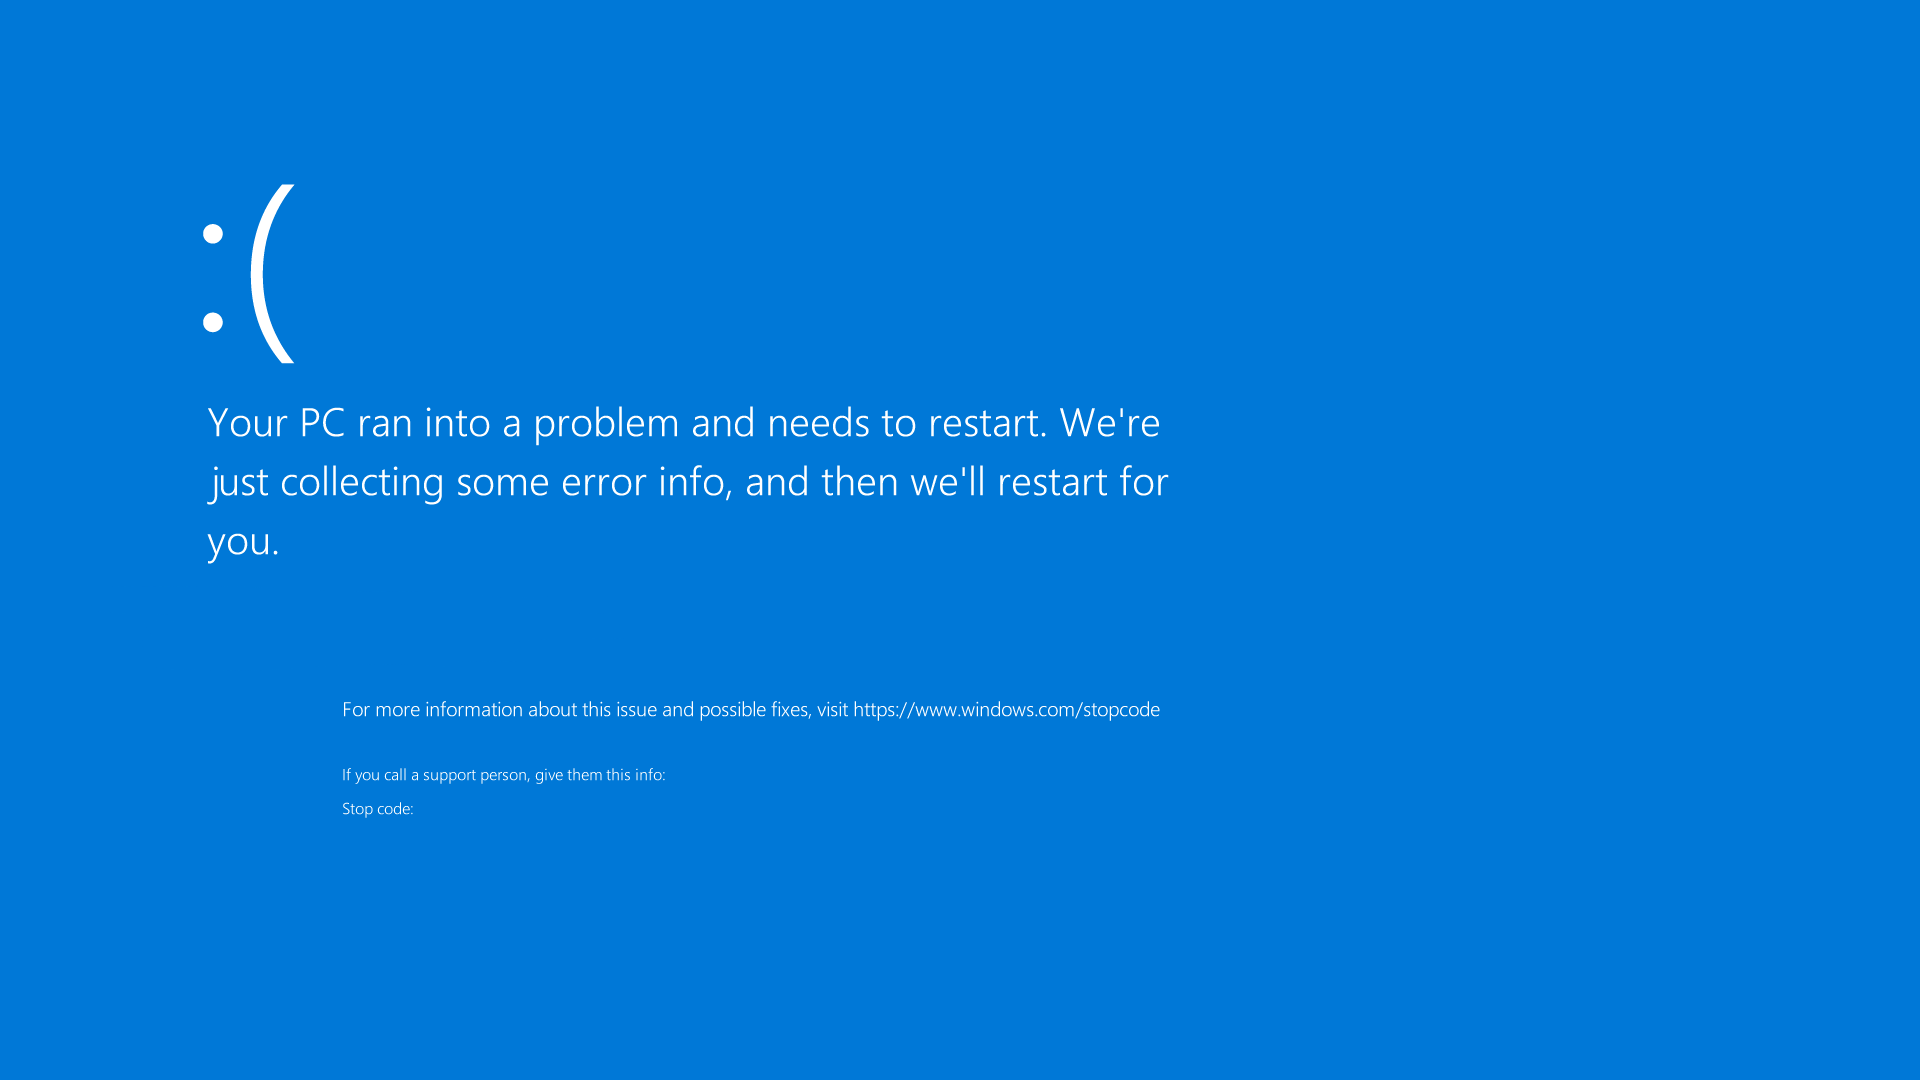 :(
Your PC ran into a problem and needs to restart. We're
just collecting some error info, and then we'll restart for
you.
For more information about this issue and possible fixes, visit https://www.windows.com/stopcode
If you call a support person, give them this info:
Stop code: